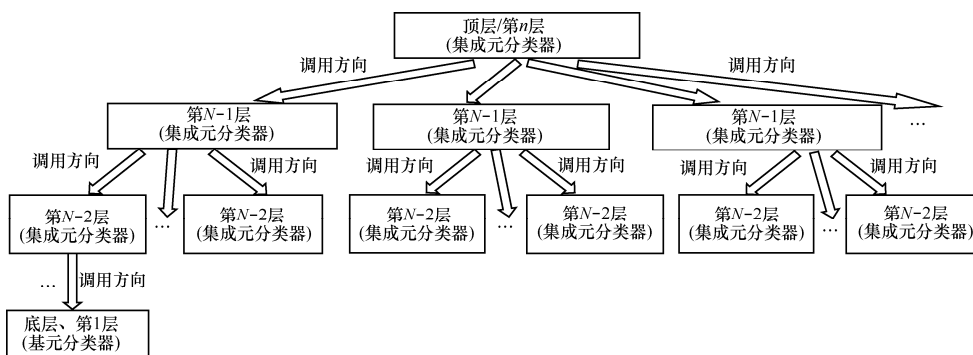 顶层/第n层
(集成元分类器)
调用方向
调用方向
第N-1层
(集成元分类器)
第N-1层
(集成元分类器)
第N-1层
(集成元分类器)
…
调用方向
调用方向
调用方向
调用方向
调用方向
调用方向
第N-2层
(集成元分类器)
…
第N-2层
(集成元分类器)
第N-2层
(集成元分类器)
…
第N-2层
(集成元分类器)
第N-2层
(集成元分类器)
…
第N-2层
(集成元分类器)
…
调用方向
底层、第1层
(基元分类器)